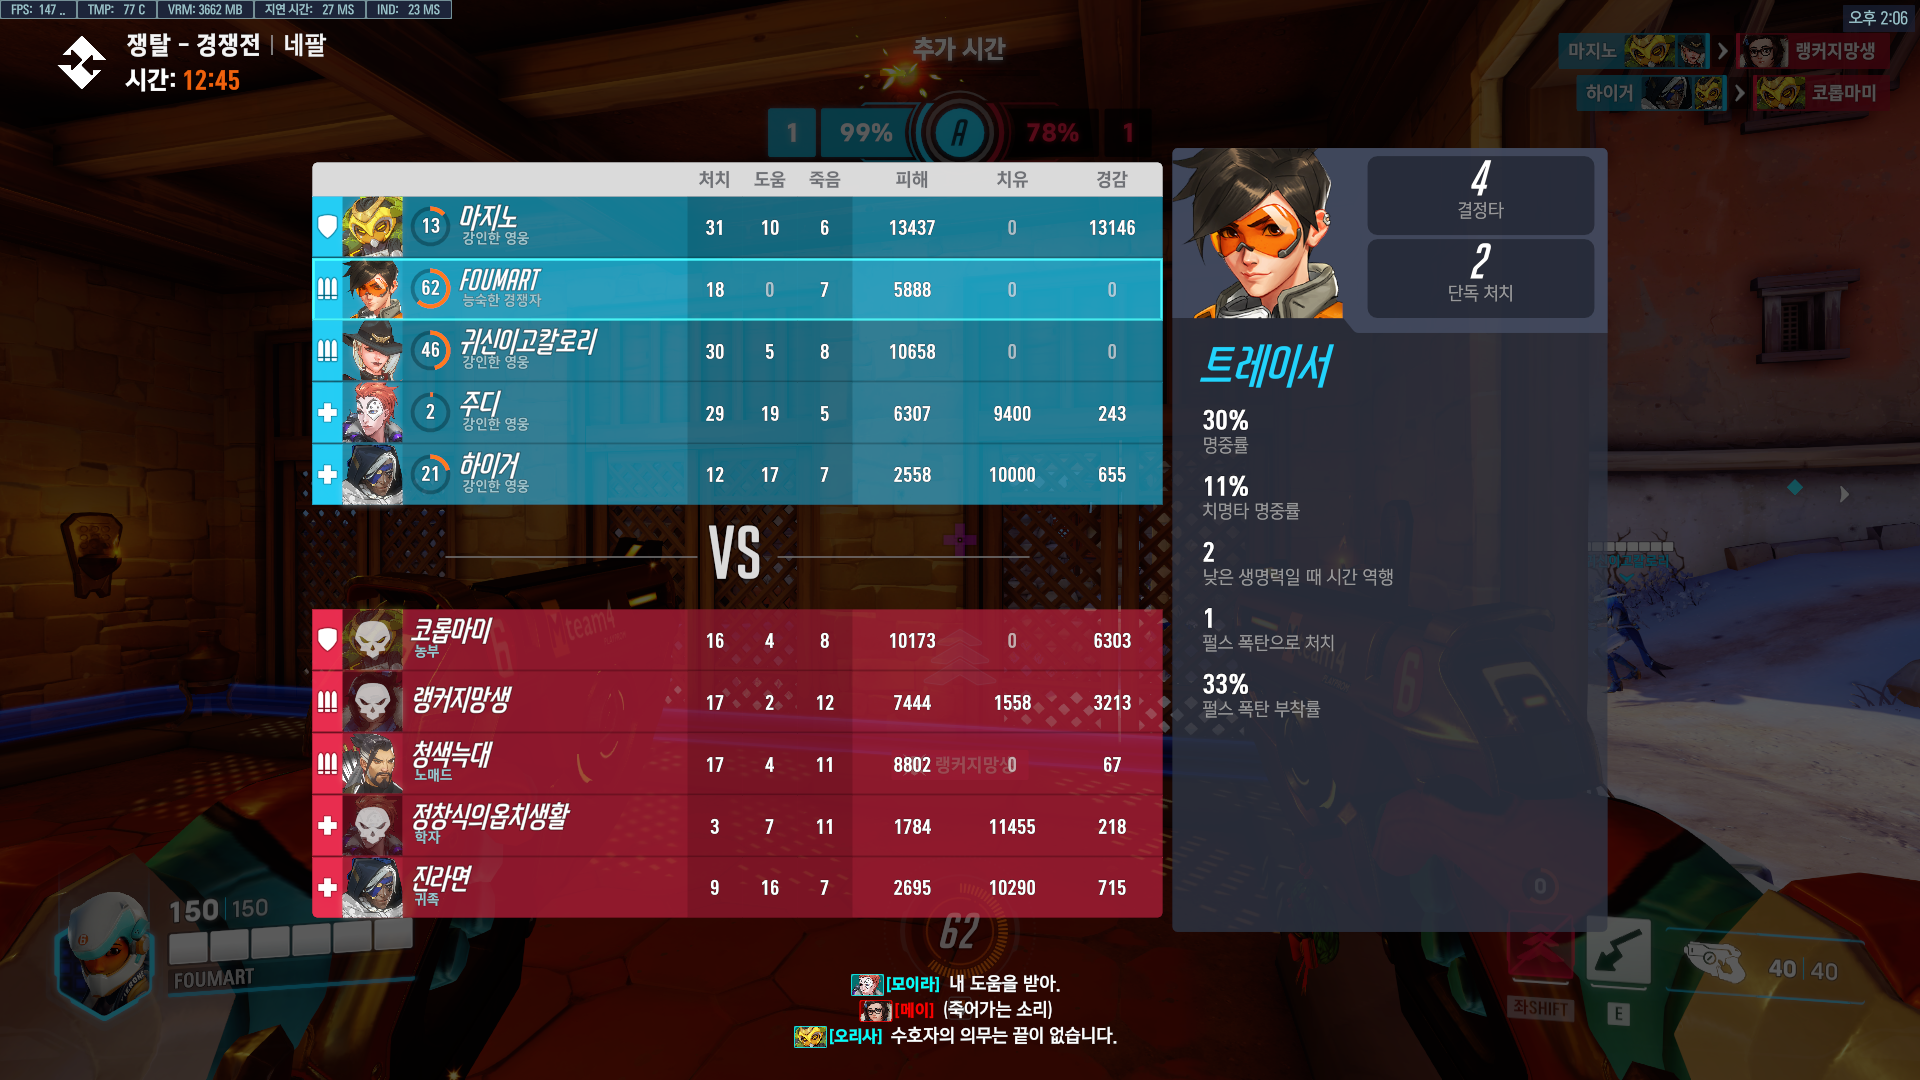 FPS: 147 .. TMP: 77 C VRM: 3662 MB 지연 시간: 27 MS IND: 23 MS
오후 2:06
쟁탈 - 경쟁전 | 네팔
시간: 12:45
추가 시간
마지노 랭커지망생
하이거 코롭마미
1 99% A 78% 1
처치 도움 죽음 피해 치유 경감
13 마지노 31 10 6 13437 0 13146
강인한 영웅
62 FOUMART 18 0 7 5888 0 0
능숙한 경쟁자
46 귀신이고칼로리 30 5 8 10658 0 0
강인한 영웅
2 주디 29 19 5 6307 9400 243
강인한 영웅
21 하이거 12 17 7 2558 10000 655
강인한 영웅
VS
코롭마미 16 4 8 10173 0 6303
농부
랭커지망생 17 2 12 7444 1558 3213
청색늑대 17 4 11 8802 0 67
노매드
랭커지망생
정창식의옵치생활 3 7 11 1784 11455 218
학자
진라면 9 16 7 2695 10290 715
귀족
4
결정타
2
단독 처치
트레이서
30%
명중률
11%
치명타 명중률
2
낮은 생명력일 때 시간 역행
1
펄스 폭탄으로 처치
33%
펄스 폭탄 부착률
150 | 150
FOUMART
62
0
좌SHIFT
E
40 | 40
[모이라] 내 도움을 받아.
[메이] (죽어가는 소리)
[오리사] 수호자의 의무는 끝이 없습니다.